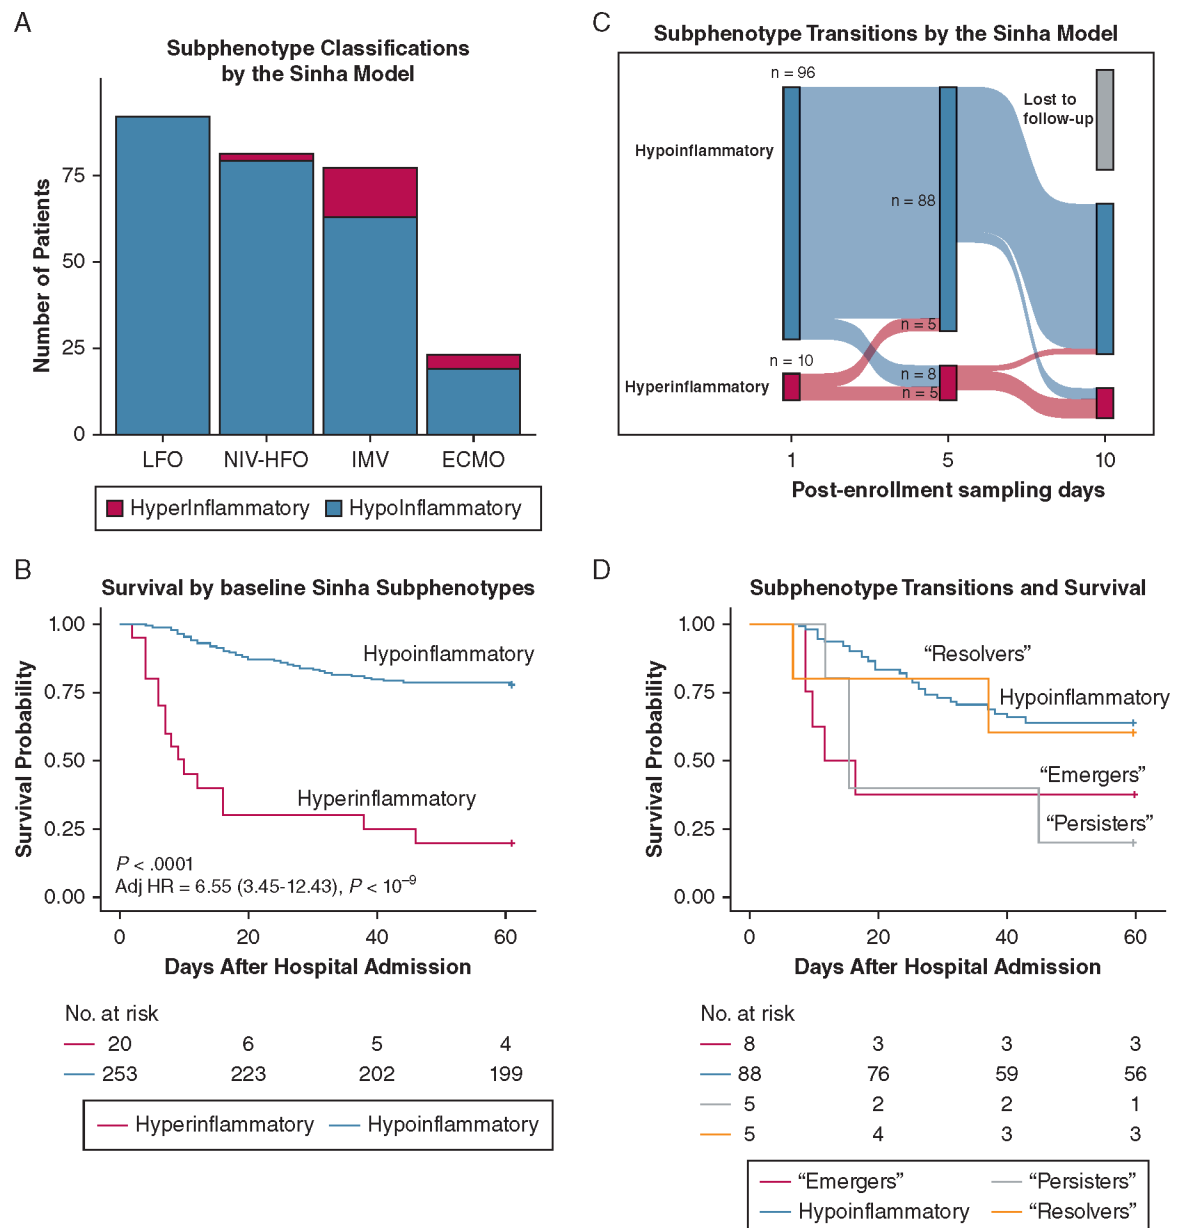 A
Subphenotype Classifications
by the Sinha Model
Number of Patients
75
50
25
0
LFO NIV-HFO IMV ECMO
HyperInflammatory HypoInflammatory
C
Subphenotype Transitions by the Sinha Model
n = 96
Lost to
follow-up
Hypoinflammatory
n = 88
n = 5
n = 10
n = 8
Hyperinflammatory
n = 5
1 5 10
Post-enrollment sampling days
B
Survival by baseline Sinha Subphenotypes
Survival Probability
1.00
0.75
0.50
0.25
0.00
Hypoinflammatory
Hyperinflammatory
P < .0001
Adj HR = 6.55 (3.45-12.43), P < 10–9
0 20 40 60
Days After Hospital Admission
No. at risk
20 6 5 4
253 223 202 199
Hyperinflammatory Hypoinflammatory
D
Subphenotype Transitions and Survival
Survival Probability
1.00
0.75
0.50
0.25
0.00
“Resolvers”
Hypoinflammatory
“Emergers”
“Persisters”
0 20 40 60
Days After Hospital Admission
No. at risk
8 3 3 3
88 76 59 56
5 2 2 1
5 4 3 3
“Emergers” “Persisters”
Hypoinflammatory “Resolvers”